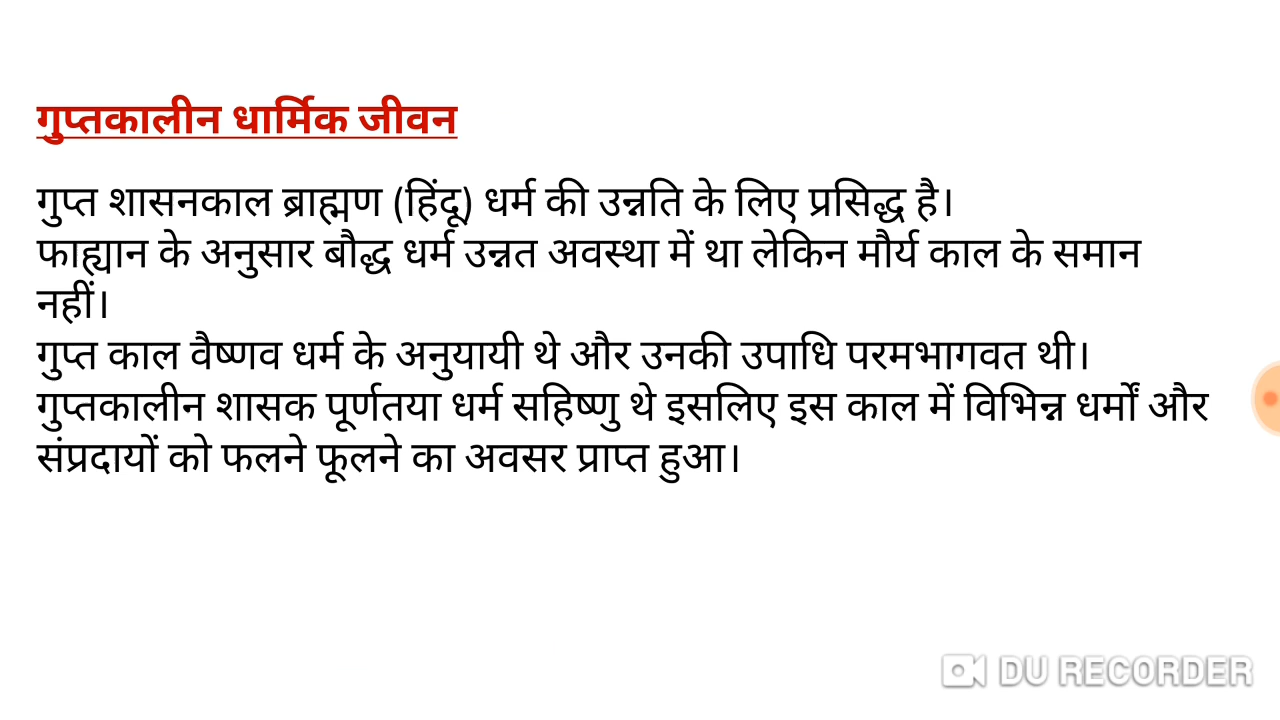 गुप्तकालीन धार्मिक जीवन
गुप्त शासनकाल ब्राह्मण (हिंदू) धर्म की उन्नति के लिए प्रसिद्ध है।
फाह्यान के अनुसार बौद्ध धर्म उन्नत अवस्था में था लेकिन मौर्य काल के समान
नहीं।
गुप्त काल वैष्णव धर्म के अनुयायी थे और उनकी उपाधि परमभागवत थी।
गुप्तकालीन शासक पूर्णतया धर्म सहिष्णु थे इसलिए इस काल में विभिन्न धर्मों और
संप्रदायों को फलने फूलने का अवसर प्राप्त हुआ।
DU RECORDER